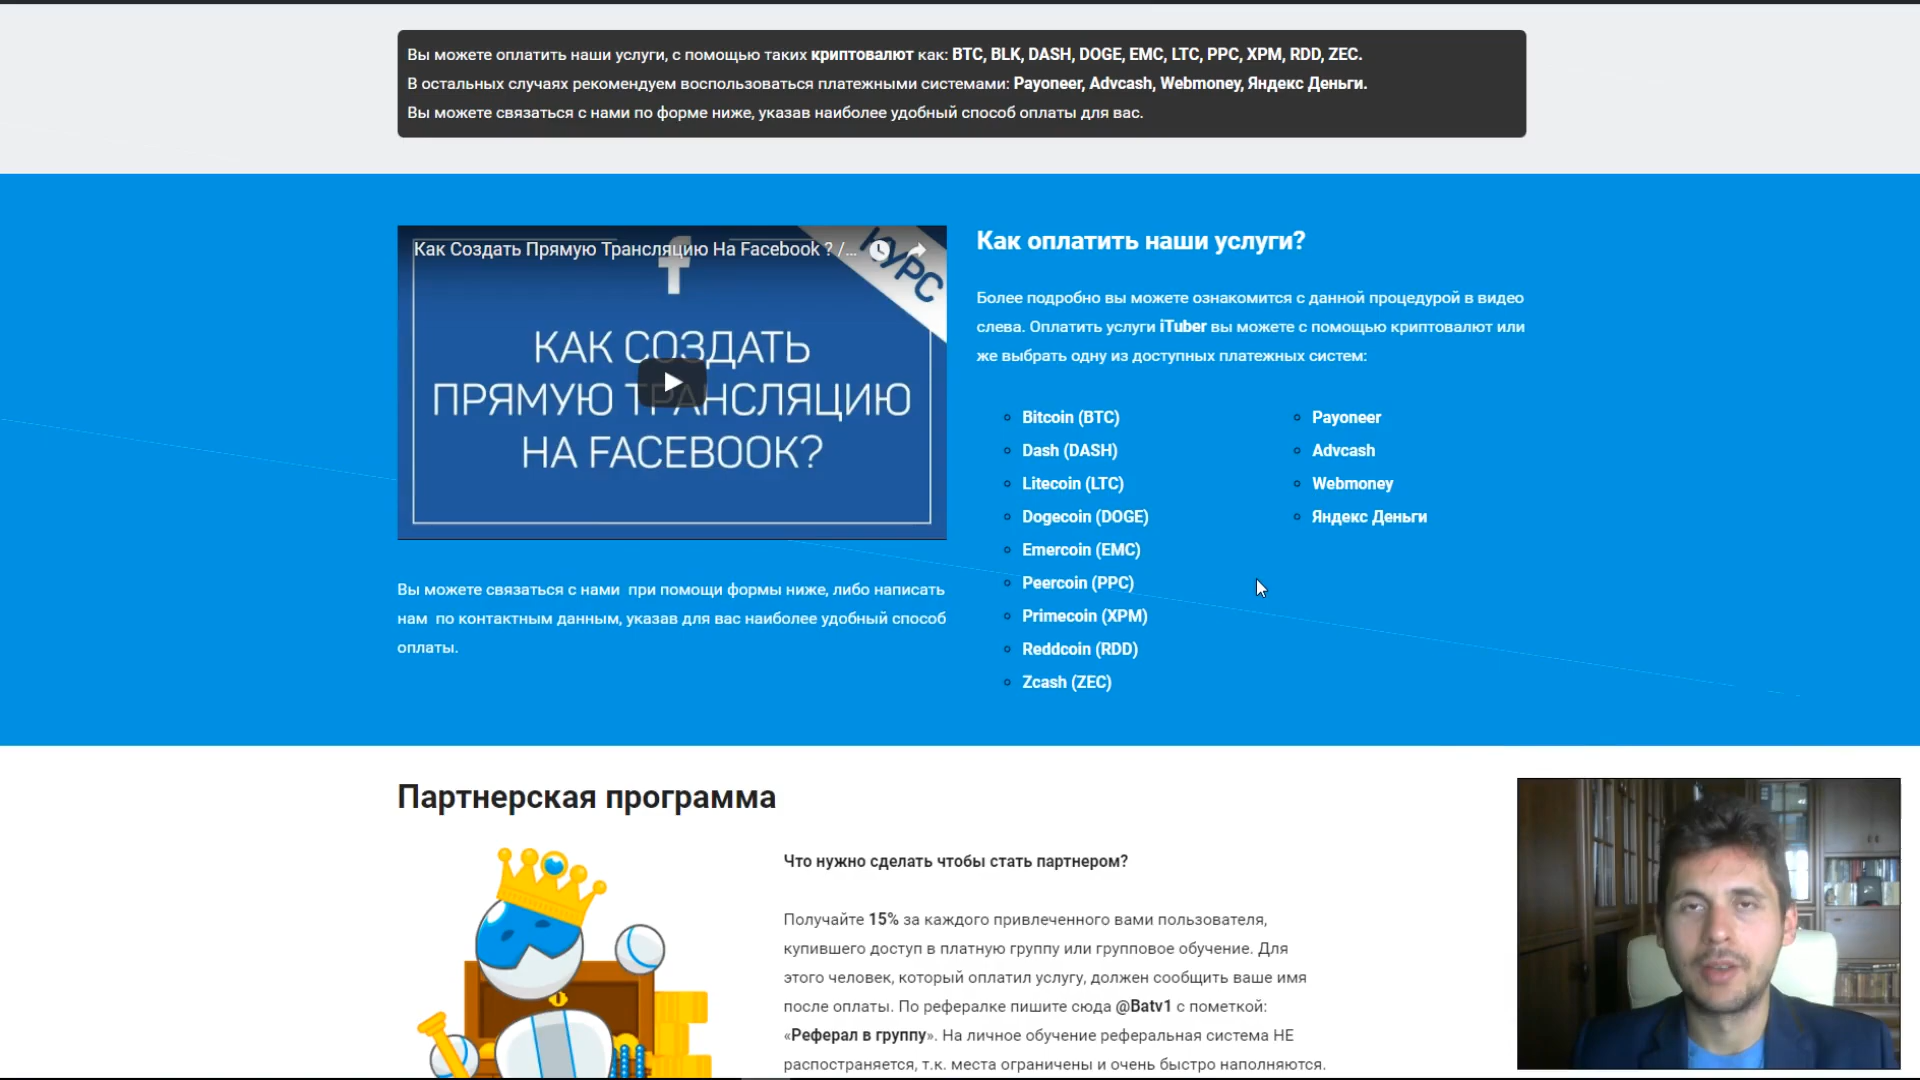 Вы можете оплатить наши услуги, с помощью таких криптовалют как: BTC, BLK, DASH, DOGE, EMC, LTC, PPC, XPM, RDD, ZEC.
В остальных случаях рекомендуем воспользоваться платежными системами: Payoneer, Advcash, Webmoney, Яндекс Деньги.
Вы можете связаться с нами по форме ниже, указав наиболее удобный способ оплаты для вас.
Как Создать Прямую Трансляцию На Facebook ? /...
КУРС
f
КАК СОЗДАТЬ
ПРЯМУЮ ТРАНСЛЯЦИЮ
НА FACEBOOK?
Вы можете связаться с нами  при помощи формы ниже, либо написать
нам  по контактным данным, указав для вас наиболее удобный способ
оплаты.
Как оплатить наши услуги?
Более подробно вы можете ознакомится с данной процедурой в видео
слева. Оплатить услуги iTuber вы можете с помощью криптовалют или
же выбрать одну из доступных платежных систем:
Bitcoin (BTC)
Dash (DASH)
Litecoin (LTC)
Dogecoin (DOGE)
Emercoin (EMC)
Peercoin (PPC)
Primecoin (XPM)
Reddcoin (RDD)
Zcash (ZEC)
Payoneer
Advcash
Webmoney
Яндекс Деньги
Партнерская программа
Что нужно сделать чтобы стать партнером?
Получайте 15% за каждого привлеченного вами пользователя,
купившего доступ в платную группу или групповое обучение. Для
этого человек, который оплатил услугу, должен сообщить ваше имя
после оплаты. По рефералке пишите сюда @Batv1 с пометкой:
«Реферал в группу». На личное обучение реферальная система НЕ
распостраняется, т.к. места ограничены и очень быстро наполняются.